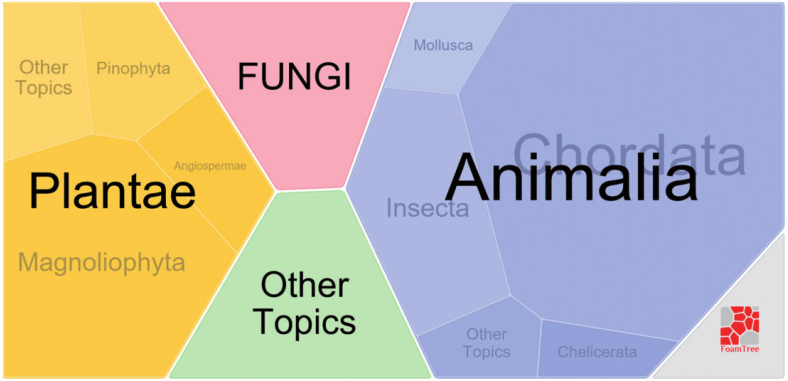 Other
Topics
Pinophyta
Angiospermae
Plantae
Magnoliophyta
FUNGI
Other
Topics
Mollusca
Chordata
Animalia
Insecta
Other
Topics
Chelicerata
FoamTree